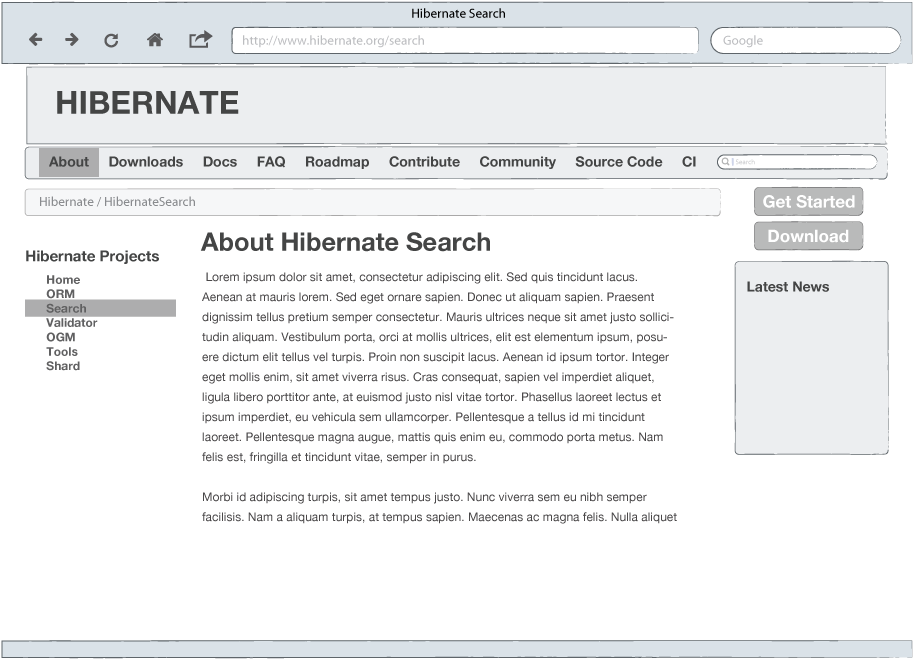 Hibernate Search
http://www.hibernate.org/search
Google
HIBERNATE
About Downloads Docs FAQ Roadmap Contribute Community Source Code CI Search
Hibernate / HibernateSearch
Get Started
Download
Hibernate Projects
Home
ORM
Search
Validator
OGM
Tools
Shard
About Hibernate Search
Lorem ipsum dolor sit amet, consectetur adipiscing elit. Sed quis tincidunt lacus.
Aenean at mauris lorem. Sed eget ornare sapien. Donec ut aliquam sapien. Praesent
dignissim tellus pretium semper consectetur. Mauris ultrices neque sit amet justo sollici-
tudin aliquam. Vestibulum porta, orci at mollis ultrices, elit est elementum ipsum, posu-
ere dictum elit tellus vel turpis. Proin non suscipit lacus. Aenean id ipsum tortor. Integer
eget mollis enim, sit amet viverra risus. Cras consequat, sapien vel imperdiet aliquet,
ligula libero porttitor ante, at euismod justo nisl vitae tortor. Phasellus laoreet lectus et
ipsum imperdiet, eu vehicula sem ullamcorper. Pellentesque a tellus id mi tincidunt
laoreet. Pellentesque magna augue, mattis quis enim eu, commodo porta metus. Nam
felis est, fringilla et tincidunt vitae, semper in purus.
Morbi id adipiscing turpis, sit amet tempus justo. Nunc viverra sem eu nibh semper
facilisis. Nam a aliquam turpis, at tempus sapien. Maecenas ac magna felis. Nulla aliquet
Latest News